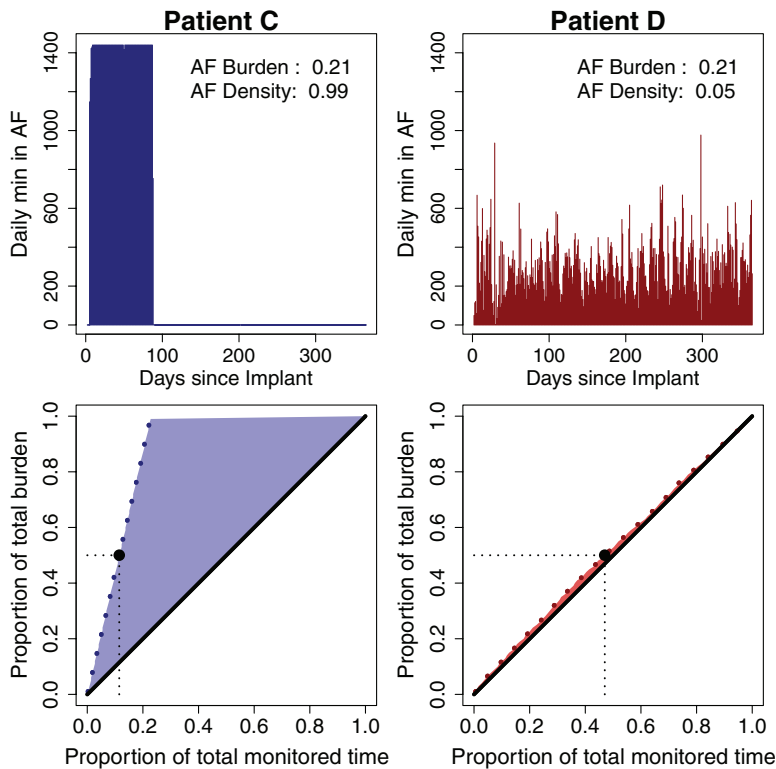 Patient C
AF Burden : 0.21
AF Density: 0.99
Daily min in AF
0 200 600 1000 1400
0 100 200 300
Days since Implant
Patient D
AF Burden : 0.21
AF Density: 0.05
Daily min in AF
0 200 600 1000 1400
0 100 200 300
Days since Implant
Proportion of total burden
0.0 0.2 0.4 0.6 0.8 1.0
0.0 0.2 0.4 0.6 0.8 1.0
Proportion of total monitored time
Proportion of total burden
0.0 0.2 0.4 0.6 0.8 1.0
0.0 0.2 0.4 0.6 0.8 1.0
Proportion of total monitored time